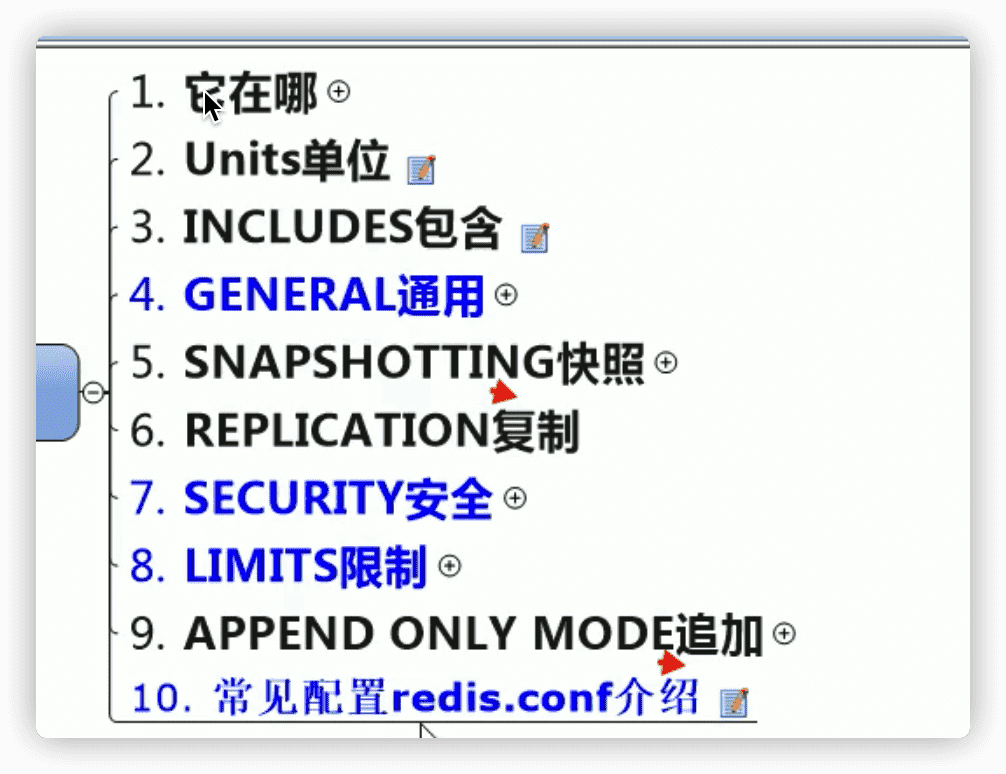 1. 它在哪
2. Units单位
3. INCLUDES包含
4. GENERAL通用
5. SNAPSHOTTING快照
6. REPLICATION复制
7. SECURITY安全
8. LIMITS限制
9. APPEND ONLY MODE追加
10. 常见配置redis.conf介绍